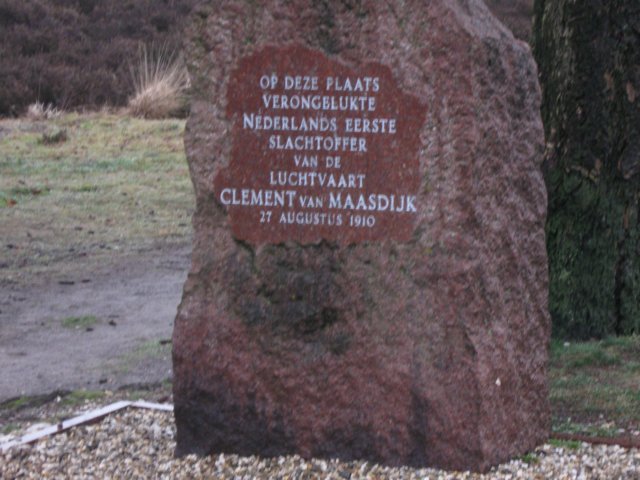 OP DEZE PLAATS
VERONGELUKTE
NEDERLANDS EERSTE
SLACHTOFFER
VAN DE
LUCHTVAART
CLEMENT VAN MAASDIJK
27 AUGUSTUS 1910